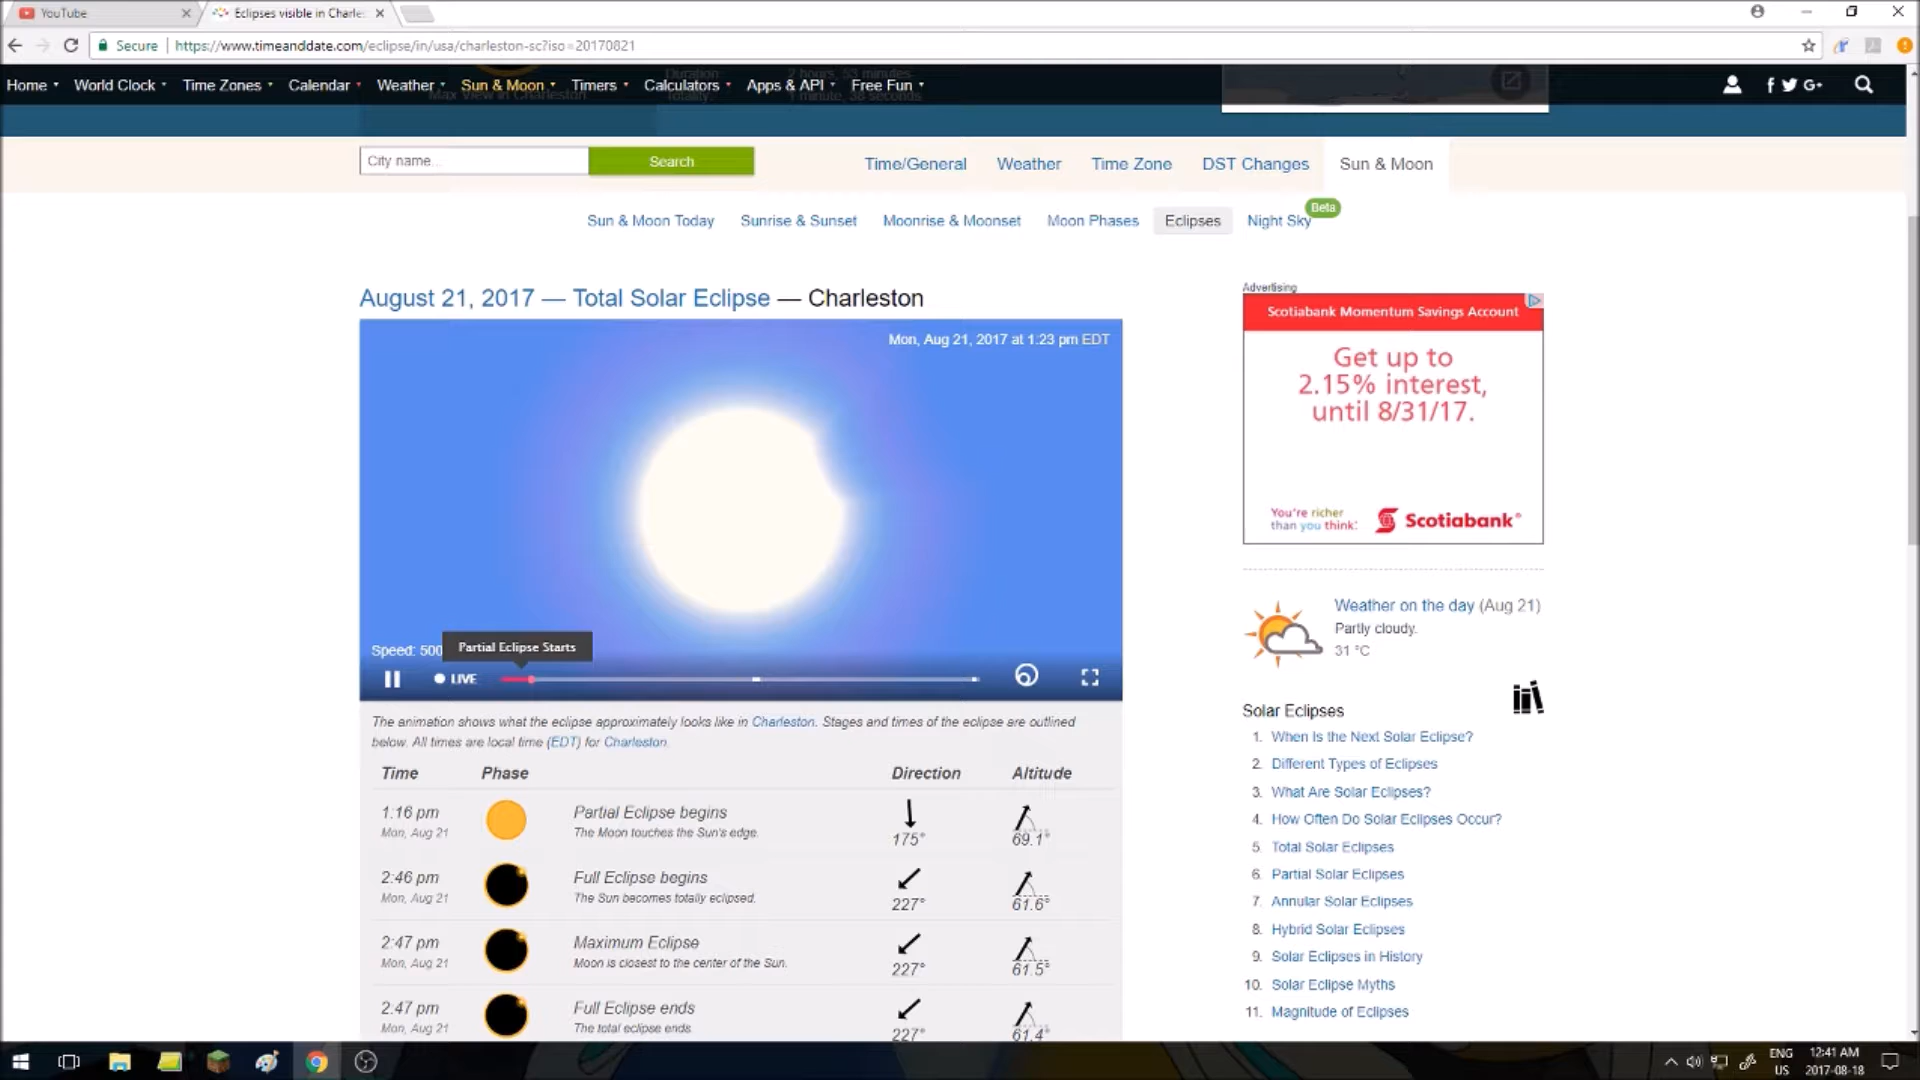 YouTube
Eclipses visible in Charle
Secure
https://www.timeanddate.com/eclipse/in/usa/charleston-sc?iso=20170821
Home World Clock Time Zones Calendar Weather Sun & Moon Timers Calculators Apps & API Free Fun
Duration: 2 hours, 53 minutes
Max View in Charleston
Totality: 1 minute, 38 seconds
City name...
Search
Time/General Weather Time Zone DST Changes Sun & Moon
Beta
Sun & Moon Today Sunrise & Sunset Moonrise & Moonset Moon Phases Eclipses Night Sky
August 21, 2017 — Total Solar Eclipse — Charleston
Mon, Aug 21, 2017 at 1:23 pm EDT
Speed: 500
Partial Eclipse Starts
LIVE
The animation shows what the eclipse approximately looks like in Charleston. Stages and times of the eclipse are outlined
below. All times are local time (EDT) for Charleston.
Time Phase Direction Altitude
1:16 pm Partial Eclipse begins
Mon, Aug 21 The Moon touches the Sun's edge. 175° 69.1°
2:46 pm Full Eclipse begins
Mon, Aug 21 The Sun becomes totally eclipsed. 227° 61.6°
2:47 pm Maximum Eclipse
Mon, Aug 21 Moon is closest to the center of the Sun. 227° 61.5°
2:47 pm Full Eclipse ends
Mon, Aug 21 The total eclipse ends 227° 61.4°
Advertising
Scotiabank Momentum Savings Account
Get up to
2.15% interest,
until 8/31/17.
You're richer
than you think.
Scotiabank
Weather on the day (Aug 21)
Partly cloudy.
31 °C
Solar Eclipses
1. When Is the Next Solar Eclipse?
2. Different Types of Eclipses
3. What Are Solar Eclipses?
4. How Often Do Solar Eclipses Occur?
5. Total Solar Eclipses
6. Partial Solar Eclipses
7. Annular Solar Eclipses
8. Hybrid Solar Eclipses
9. Solar Eclipses in History
10. Solar Eclipse Myths
11. Magnitude of Eclipses
ENG
US
12:41 AM
2017-08-18